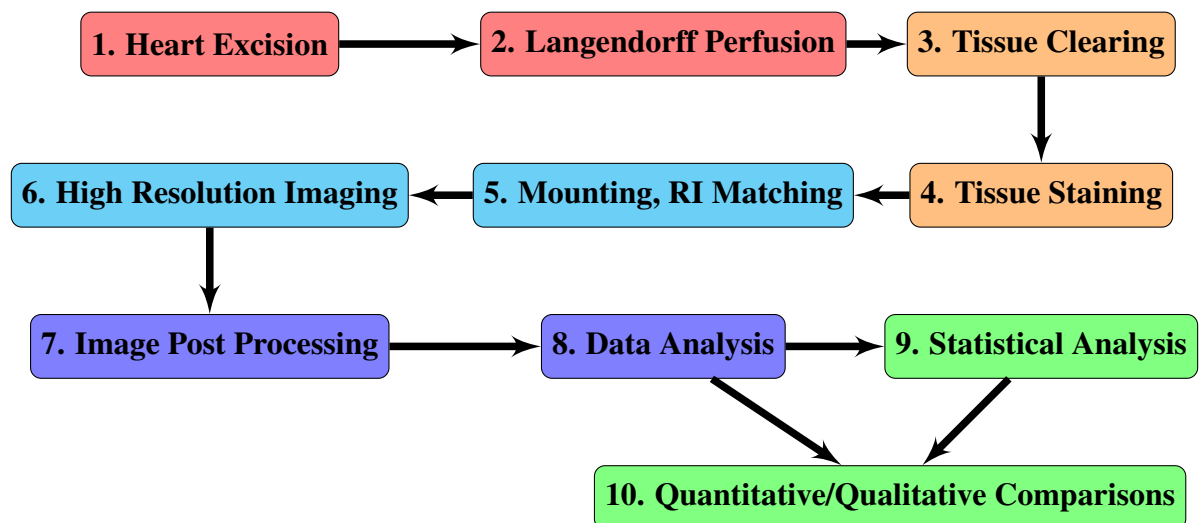 1. Heart Excision
2. Langendorff Perfusion
3. Tissue Clearing
4. Tissue Staining
5. Mounting, RI Matching
6. High Resolution Imaging
7. Image Post Processing
8. Data Analysis
9. Statistical Analysis
10. Quantitative/Qualitative Comparisons